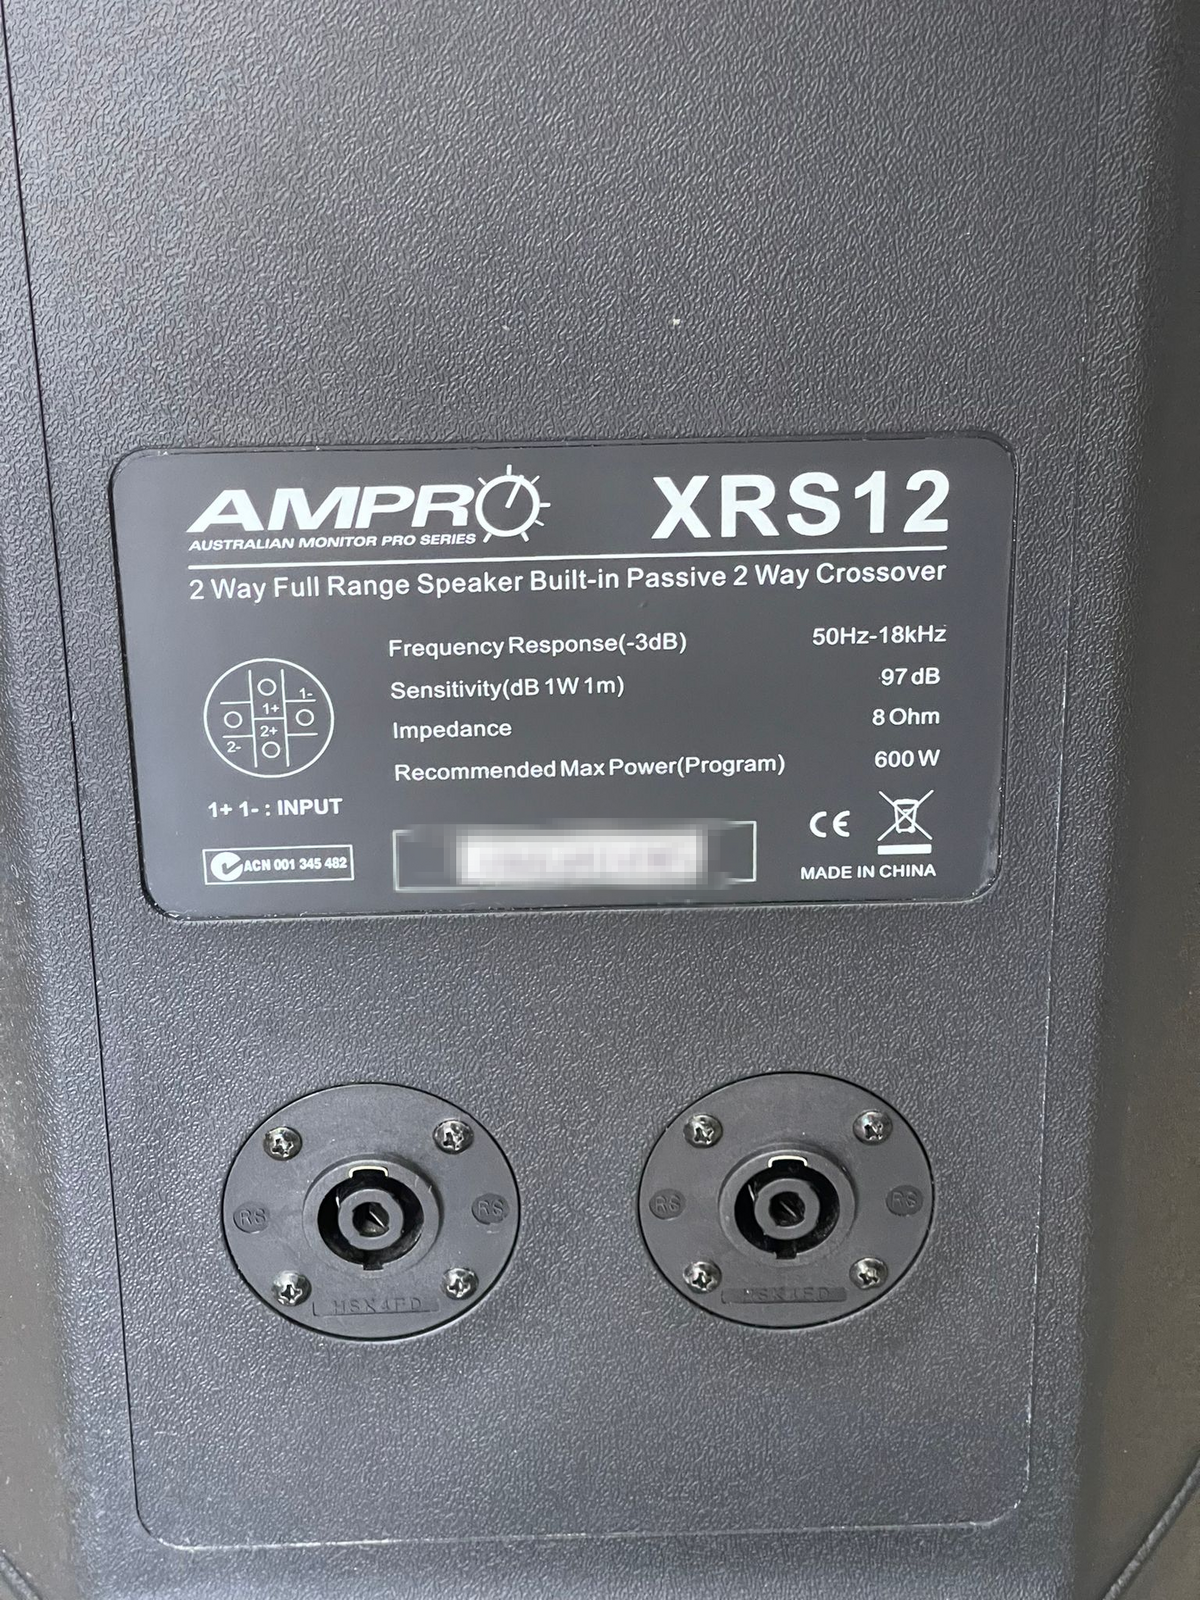 AMPRO XRS12
AUSTRALIAN MONITOR PRO SERIES
2 Way Full Range Speaker Built-in Passive 2 Way Crossover
Frequency Response(-3dB) 50Hz-18kHz
Sensitivity(dB 1W 1m) 97 dB
Impedance 8 Ohm
Recommended Max Power(Program) 600 W
1-
1+
2+
2-
1+ 1- : INPUT
ACN 001 345 482
CE
MADE IN CHINA
RS RS
RS RS